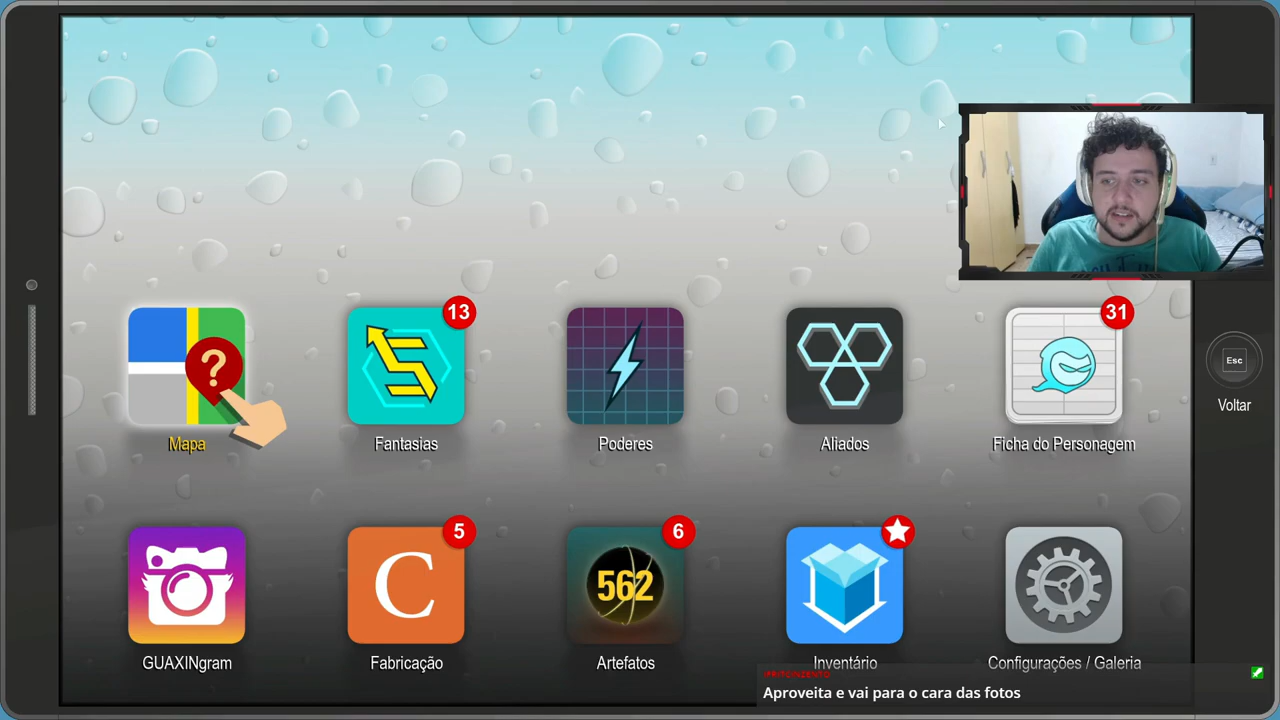 13
31
?
Esc
Voltar
Mapa
Fantasias
Poderes
Aliados
Ficha do Personagem
5
6
C
562
GUAXINgram
Fabricação
Artefatos
Inventário
Configurações / Galeria
Aproveita e vai para o cara das fotos